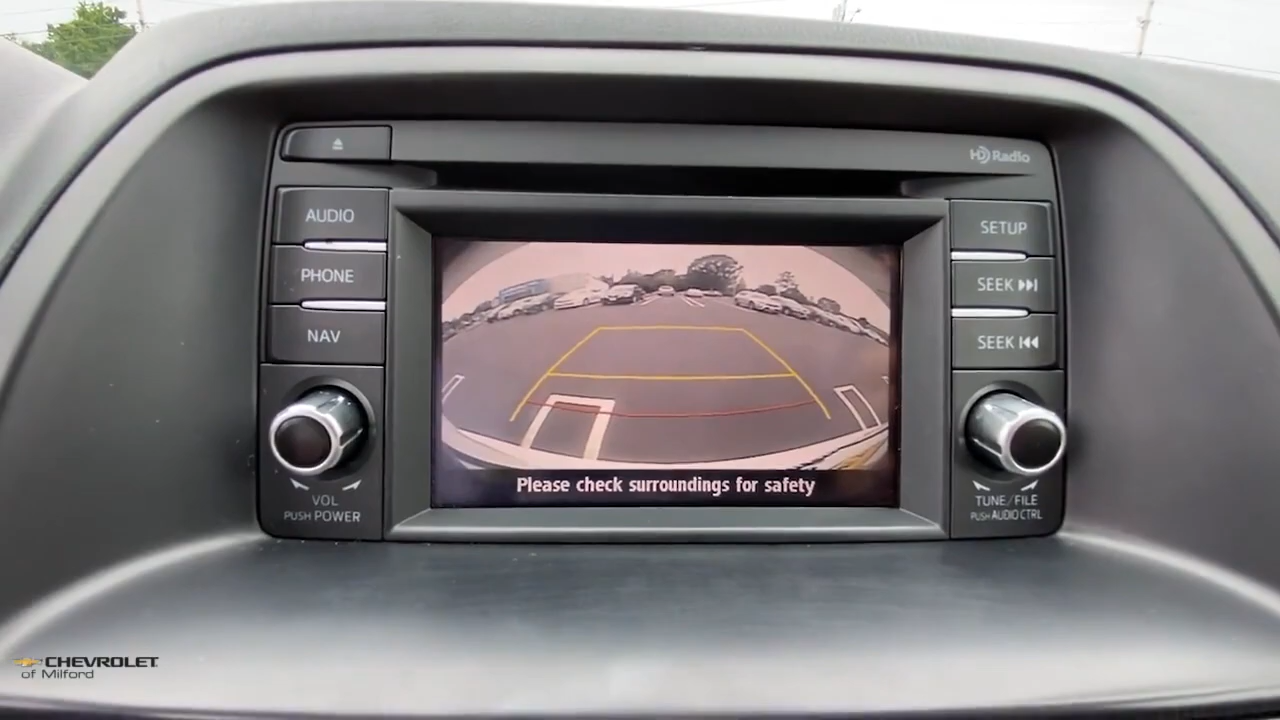 HD Radio
AUDIO
PHONE
NAV
VOL
PUSH POWER
SETUP
SEEK
SEEK
TUNE/FILE
PUSH AUDIO CTRL
Please check surroundings for safety
CHEVROLET
of Milford